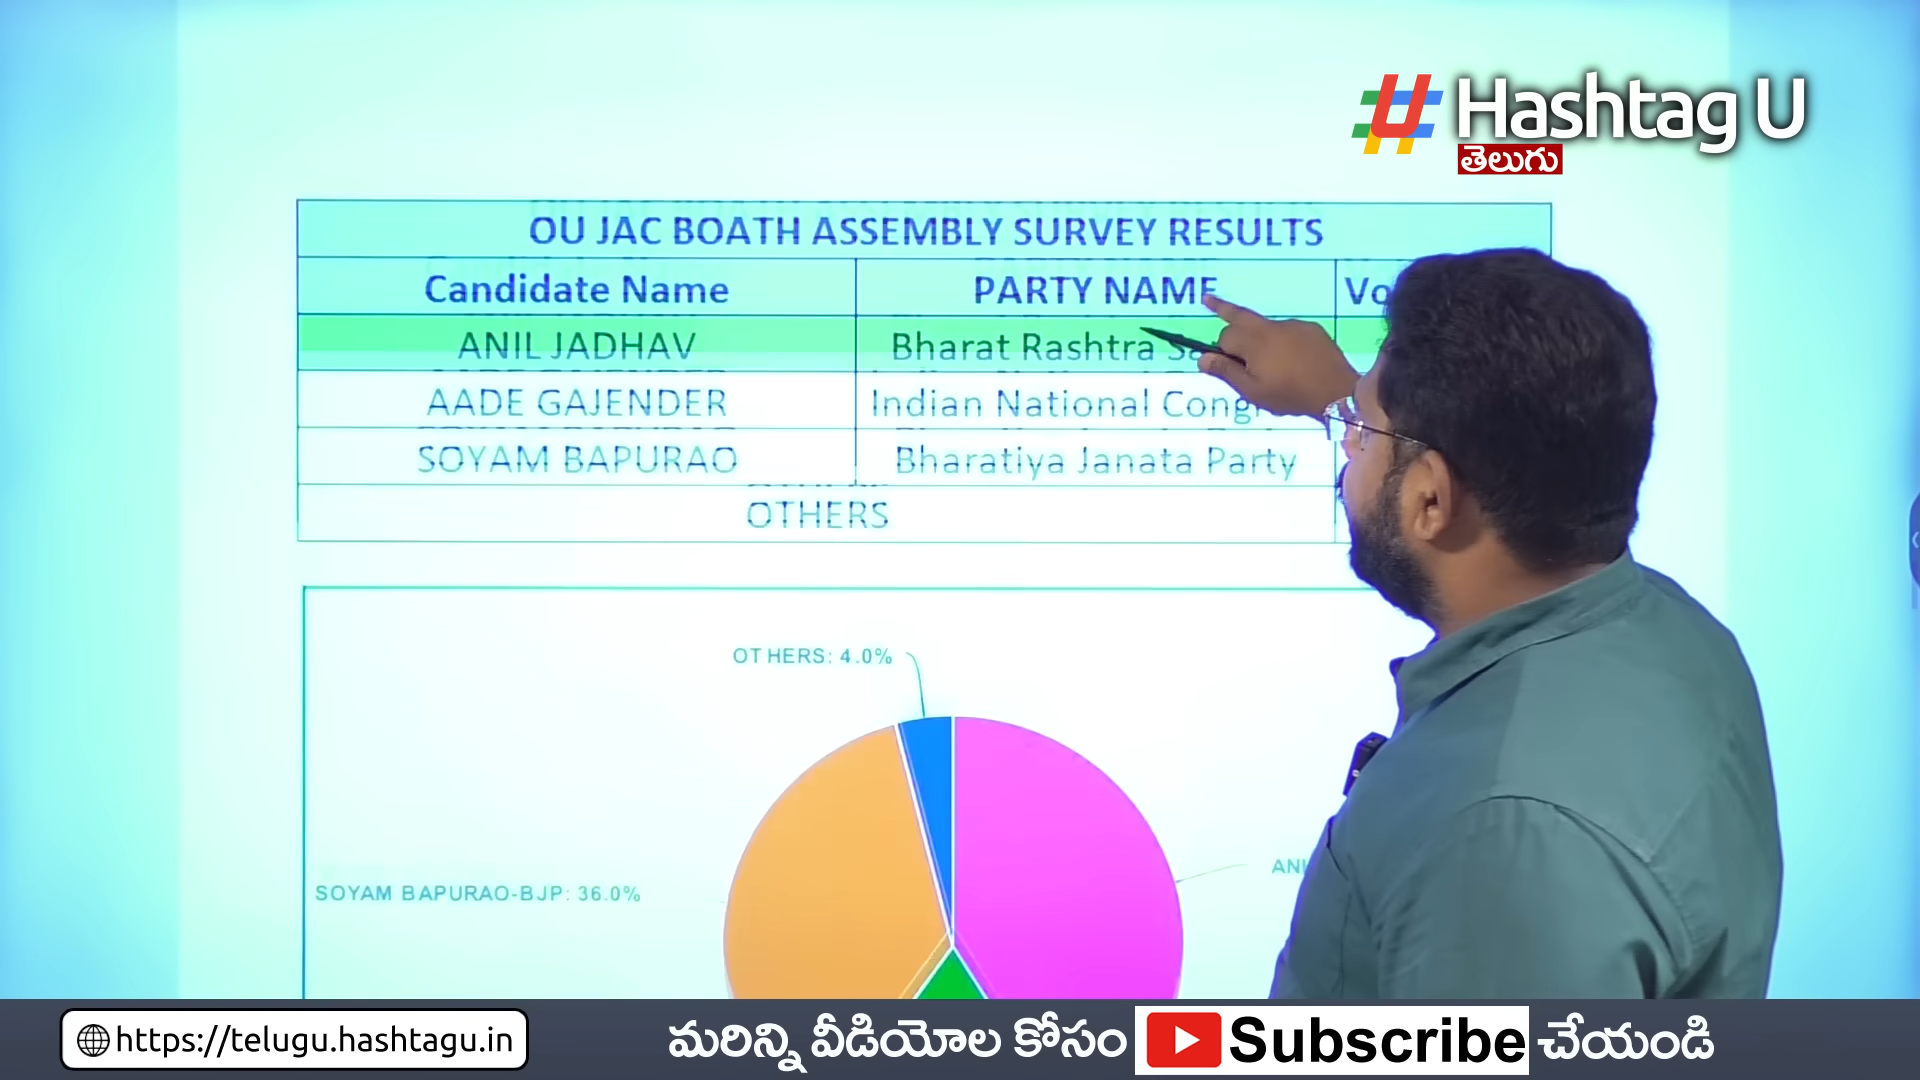 Hashtag U
తెలుగు
OU JAC BOATH ASSEMBLY SURVEY RESULTS
Candidate Name PARTY NAME
ANIL JADHAV Bharat Rashtra
AADE GAJENDER Indian National
SOYAM BAPURAO Bharatiya Janata Party
OTHERS
OTHERS: 4.0%
SOYAM BAPURAO-BJP: 36.0%
https://telugu.hashtagu.in
మరిన్ని వీడియోల కోసం Subscribe చేయండి